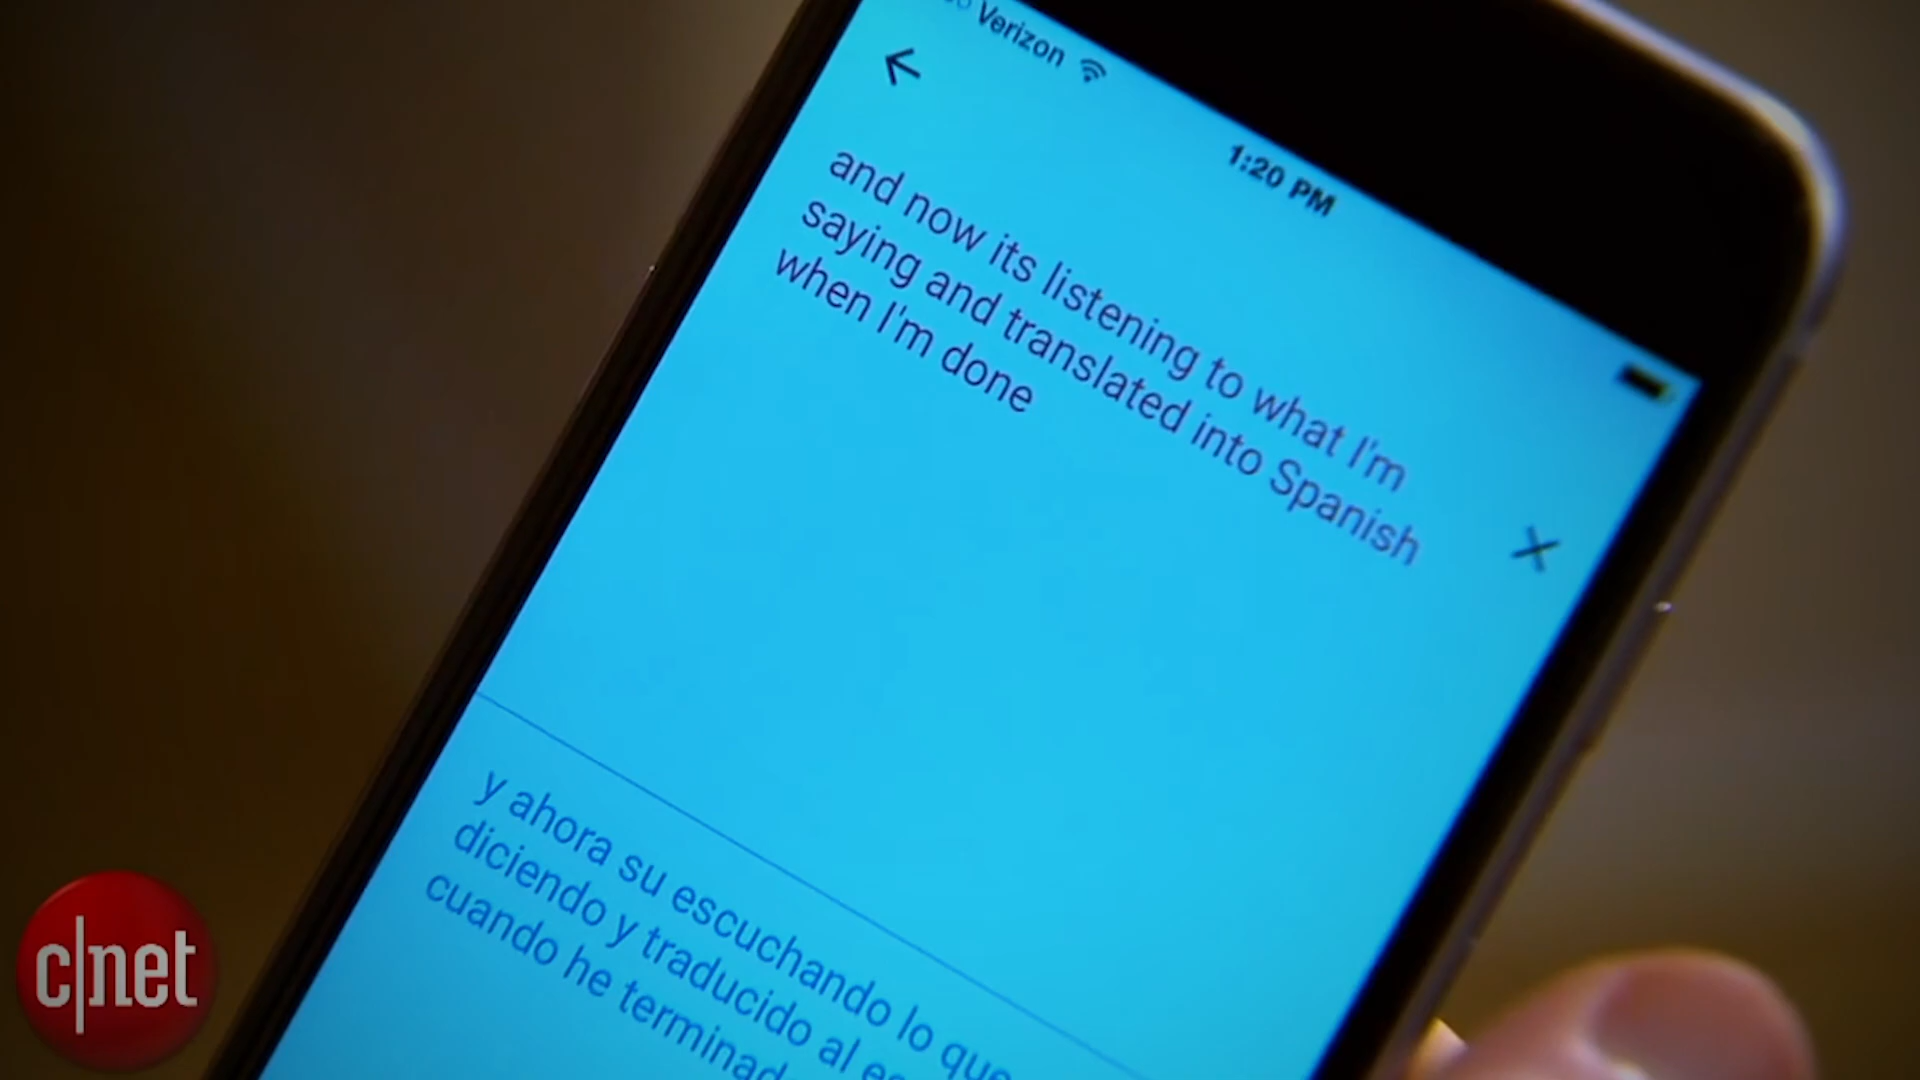 Verizon
1:20 PM
and now its listening to what I'm
saying and translated into Spanish
when I'm done
y ahora su escuchando lo que
diciendo y traducido al
cuando he
c|net